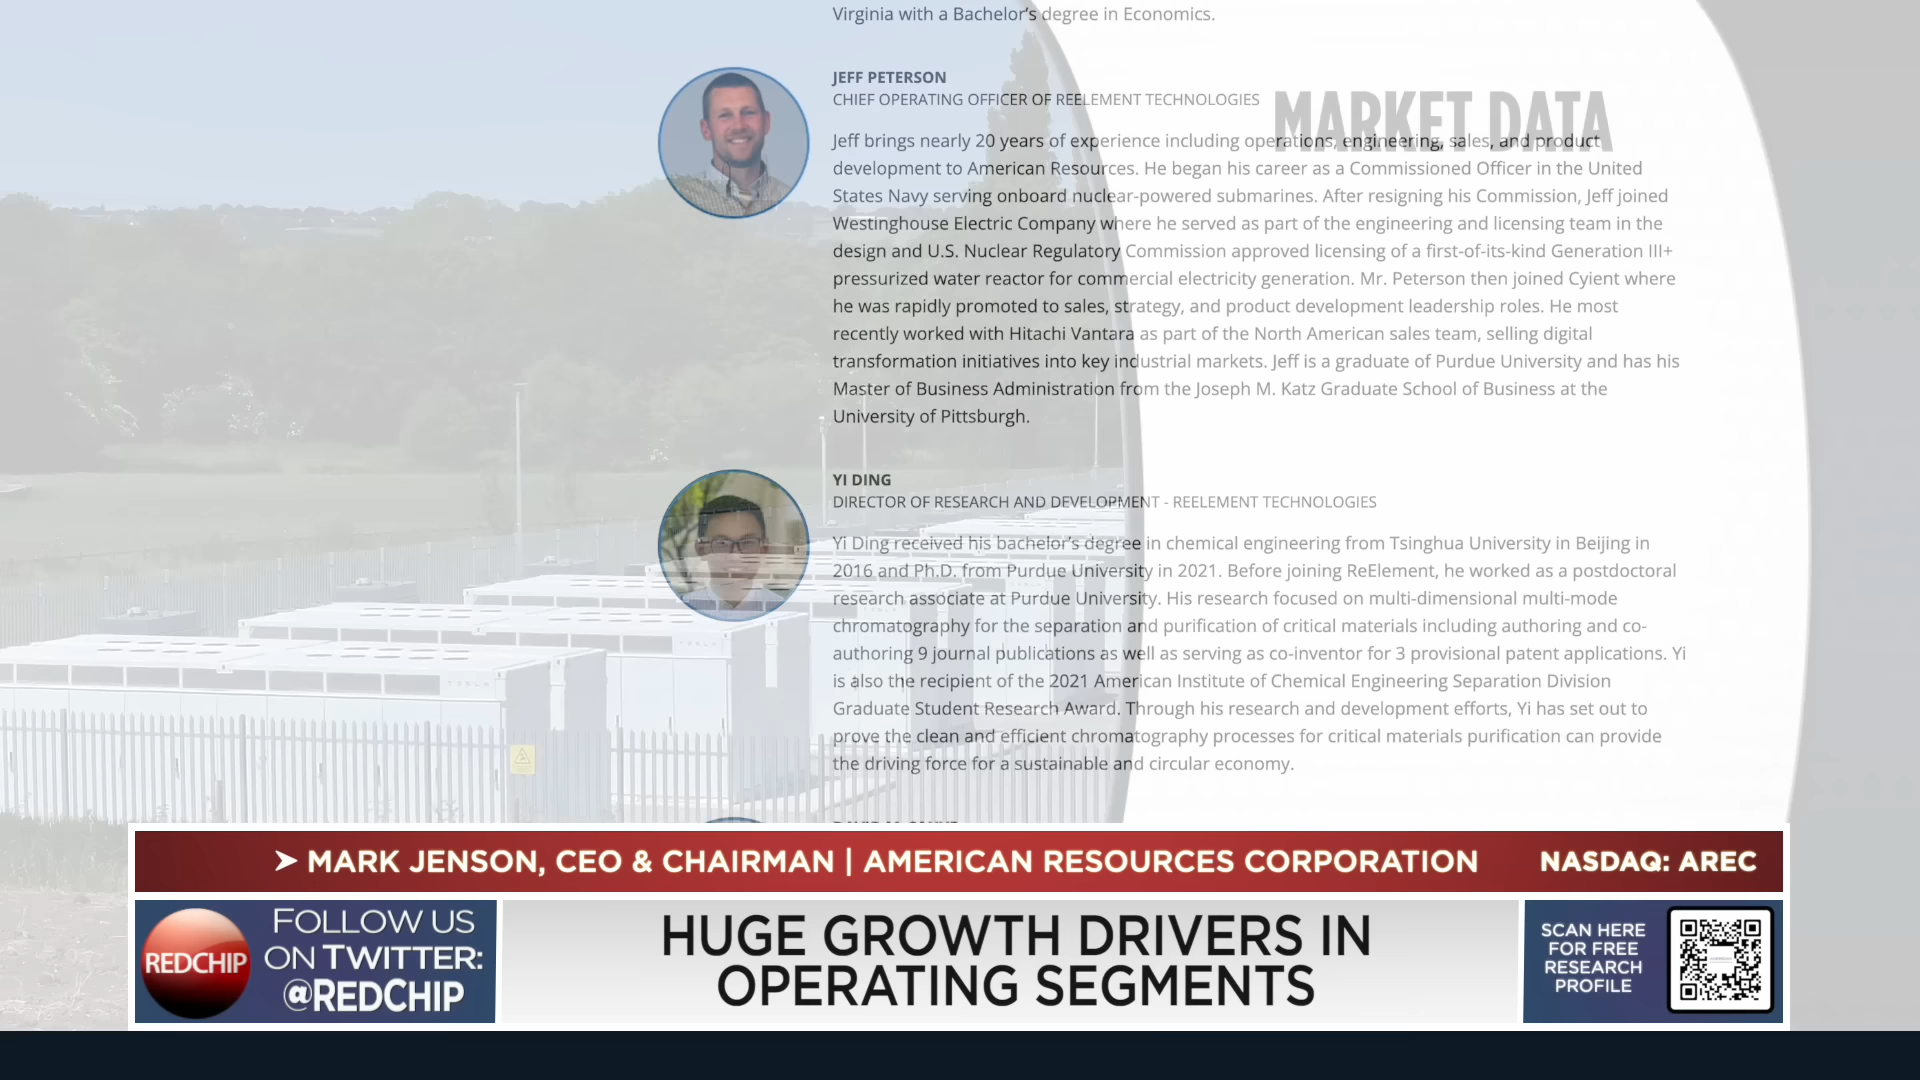 Virginia with a Bachelor's degree in Economics.
JEFF PETERSON
CHIEF OPERATING OFFICER OF REELEMENT TECHNOLOGIES
MARKET DATA
Jeff brings nearly 20 years of experience including operations, engineering, sales, and product
development to American Resources. He began his career as a Commissioned Officer in the United
States Navy serving onboard nuclear-powered submarines. After resigning his Commission, Jeff joined
Westinghouse Electric Company where he served as part of the engineering and licensing team in the
design and U.S. Nuclear Regulatory Commission approved licensing of a first-of-its-kind Generation III+
pressurized water reactor for commercial electricity generation. Mr. Peterson then joined Cyient where
he was rapidly promoted to sales, strategy, and product development leadership roles. He most
recently worked with Hitachi Vantara as part of the North American sales team, selling digital
transformation initiatives into key industrial markets. Jeff is a graduate of Purdue University and has his
Master of Business Administration from the Joseph M. Katz Graduate School of Business at the
University of Pittsburgh.
YI DING
DIRECTOR OF RESEARCH AND DEVELOPMENT - REELEMENT TECHNOLOGIES
Yi Ding received his bachelor's degree in chemical engineering from Tsinghua University in Beijing in
2016 and Ph.D. from Purdue University in 2021. Before joining ReElement, he worked as a postdoctoral
research associate at Purdue University. His research focused on multi-dimensional multi-mode
chromatography for the separation and purification of critical materials including authoring and co-
authoring 9 journal publications as well as serving as co-inventor for 3 provisional patent applications. Yi
is also the recipient of the 2021 American Institute of Chemical Engineering Separation Division
Graduate Student Research Award. Through his research and development efforts, Yi has set out to
prove the clean and efficient chromatography processes for critical materials purification can provide
the driving force for a sustainable and circular economy.
TESLA
➤ MARK JENSON, CEO & CHAIRMAN | AMERICAN RESOURCES CORPORATION NASDAQ: AREC
REDCHIP
FOLLOW US
ON TWITTER:
@REDCHIP
HUGE GROWTH DRIVERS IN
OPERATING SEGMENTS
SCAN HERE
FOR FREE
RESEARCH
PROFILE